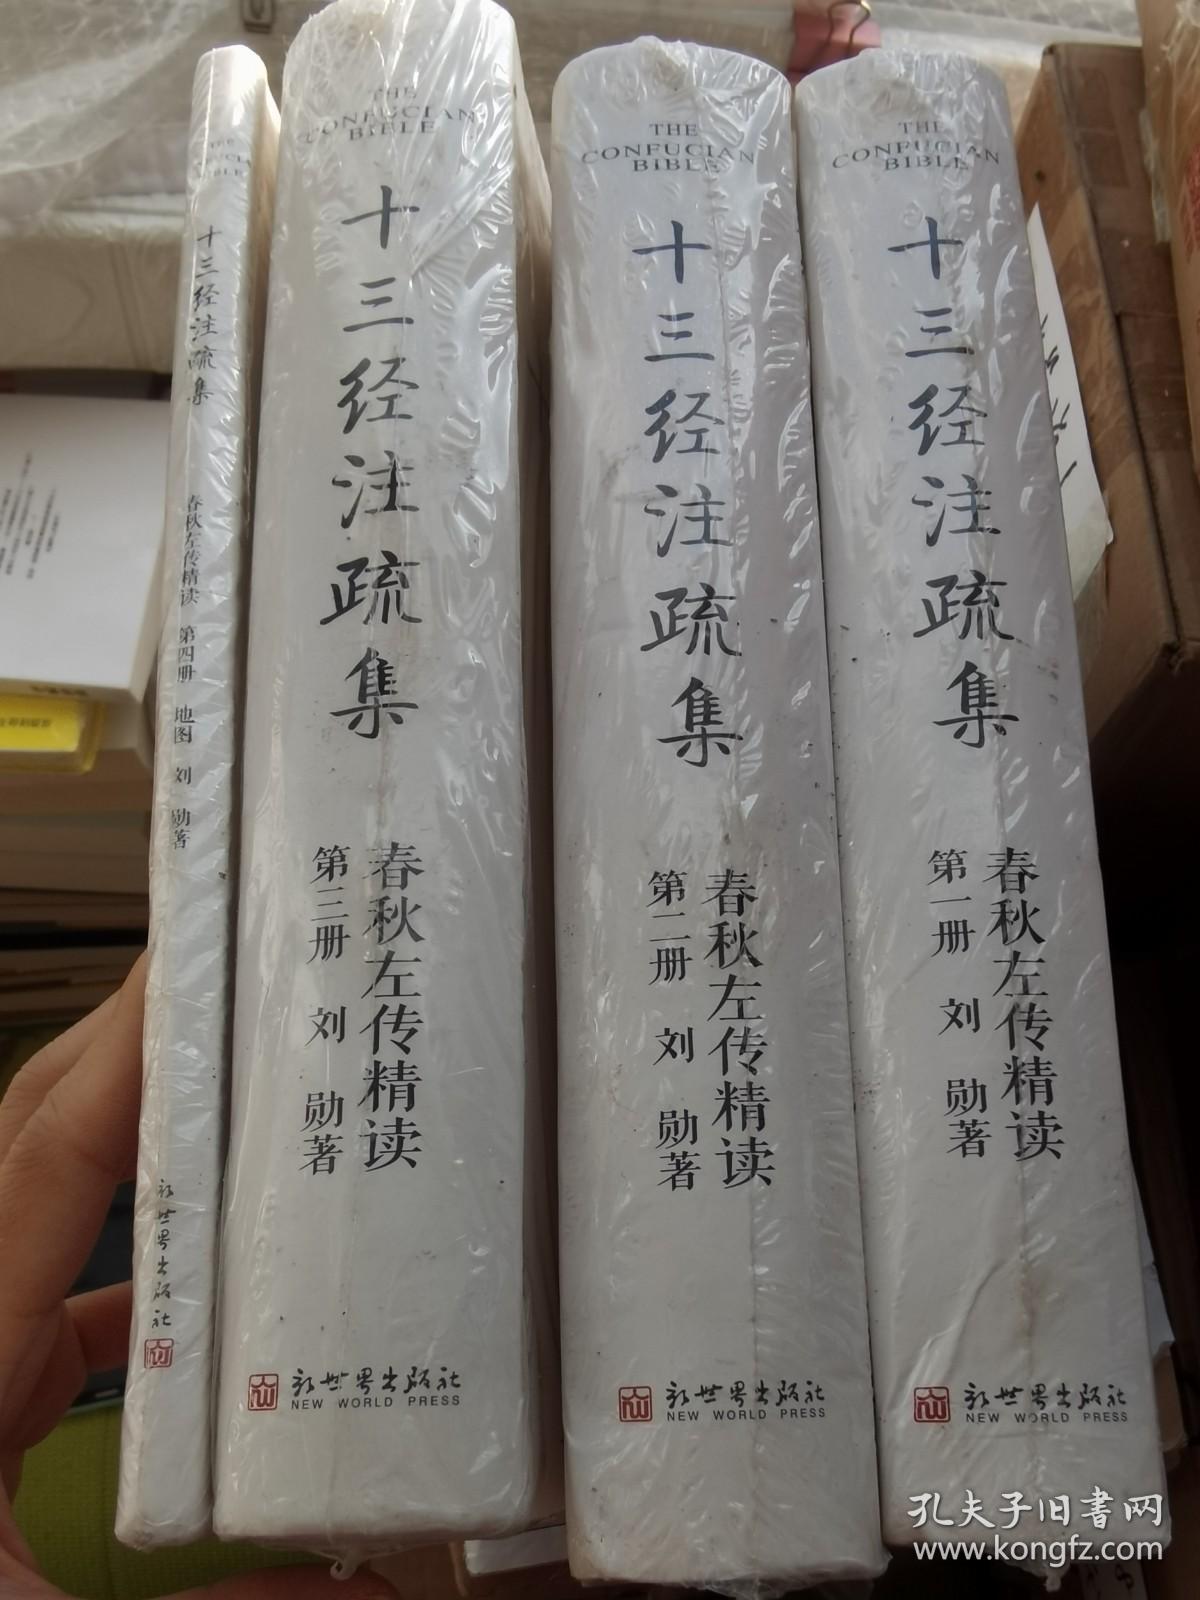 THE
CONFUCIAN
BIBLE
十三经注疏集
春秋左传精读 第四册 地图 刘 勋著
新世界出版社
THE
CONFUCIAN
BIBLE
十三经注疏集
春秋左传精读
第三册 刘 勋著
新世界出版社
NEW WORLD PRESS
THE
CONFUCIAN
BIBLE
十三经注疏集
春秋左传精读
第二册 刘 勋著
新世界出版社
NEW WORLD PRESS
THE
CONFUCIAN
BIBLE
十三经注疏集
春秋左传精读
第一册 刘 勋著
新世界出版社
NEW WORLD PRESS
孔夫子旧書网
www.kongfz.com